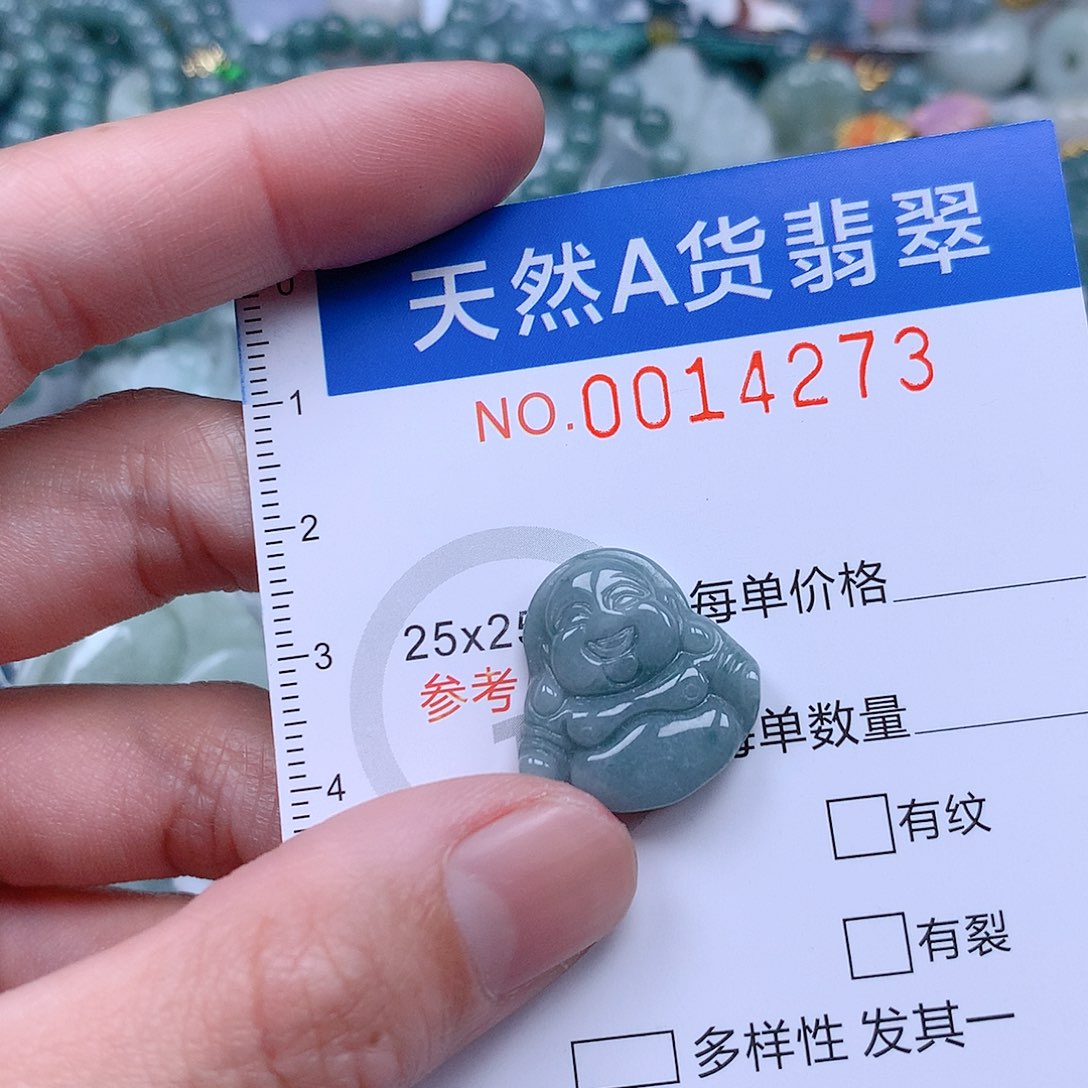 天然A货翡翠
NO.0014273
0
1
2
3
4
25x25
参考
每单价格
每单数量
有纹
有裂
多样性 发其一